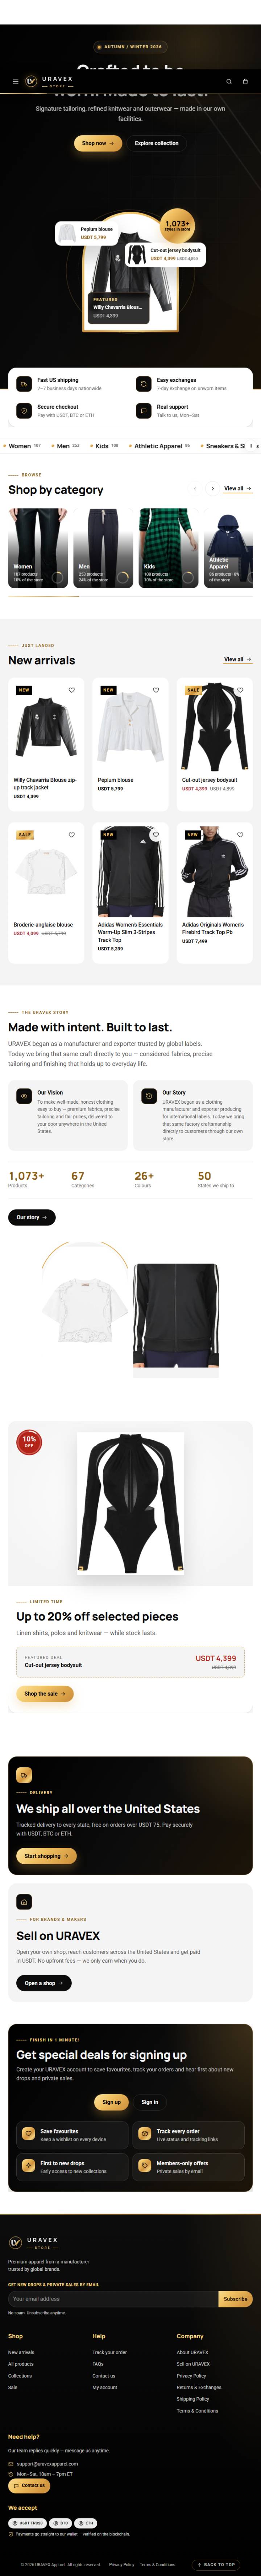 AUTUMN / WINTER 2026
URAVEX
STORE
Signature tailoring, refined knitwear and outerwear — made in our own
facilities.
Shop now →
Explore collection
1,073+
styles in store
Peplum blouse
USDT 5,799
Cut-out jersey bodysuit
USDT 4,399 USDT 4,899
FEATURED
Willy Chavarria Blous…
USDT 4,399
Fast US shipping
Easy exchanges
7-day exchange on unworn items
Secure checkout
Pay with USDT, BTC or ETH
Real support
Talk to us, Mon–Sat
Women 107
Men 253
Kids 108
Athletic Apparel 86
BROWSE
Shop by category
View all →
Women
107 products ·
10% of the store
Men
253 products ·
24% of the store
Kids
108 products ·
10% of the store
Athletic
Apparel
JUST LANDED
New arrivals
View all →
NEW
Willy Chavarria Blouse zip-
up track jacket
USDT 4,399
NEW
Peplum blouse
USDT 5,799
SALE
Cut-out jersey bodysuit
USDT 4,399 USDT 4,899
SALE
Broderie-anglaise blouse
USDT 4,099 USDT 5,799
NEW
Adidas Women's Essentials
Warm-Up Slim 3-Stripes
Track Top
USDT 5,399
NEW
Adidas Originals Women's
Firebird Track Top Pb
USDT 7,499
THE URAVEX STORY
Made with intent. Built to last.
URAVEX began as a manufacturer and exporter trusted by global labels.
Today we bring that same craft directly to you — considered fabrics, precise
tailoring and finishing that holds up to everyday life.
Our Vision
To make well-made, honest clothing
easy to buy — premium fabrics, precise
tailoring and fair prices, delivered to
your door anywhere in the United
States.
Our Story
URAVEX began as a clothing
manufacturer and exporter producing
for international labels. Today we bring
that same factory craftsmanship
directly to customers through our own
store.
1,073+
Products
67
Categories
26+
Colours
50
States we ship to
Our story →
10%
OFF
LIMITED TIME
Up to 20% off selected pieces
Linen shirts, polos and knitwear — while stock lasts.
FEATURED DEAL
Cut-out jersey bodysuit
USDT 4,399
USDT 4,899
Shop the sale →
DELIVERY
We ship all over the United States
Tracked delivery to every state, free on orders over USDT 75. Pay securely
with USDT, BTC or ETH.
Start shopping →
FOR BRANDS & MAKERS
Sell on URAVEX
Open your own shop, reach customers across the United States and get paid
in USDT. No upfront fees — we only earn when you do.
Open a shop →
FINISH IN 1 MINUTE!
Get special deals for signing up
Create your URAVEX account to save favourites, track your orders and hear first about new
drops and private sales.
Sign up
Sign in
Save favourites
Keep a wishlist on every device
Track every order
Live status and tracking links
First to new drops
Early access to new collections
Members-only offers
Private sales by email
URAVEX
STORE
Premium apparel from a manufacturer
trusted by global brands.
GET NEW DROPS & PRIVATE SALES BY EMAIL
Your email address
Subscribe
No spam. Unsubscribe anytime.
Shop
New arrivals
All products
Collections
Sale
Help
Track your order
FAQs
Contact us
My account
Company
About URAVEX
Sell on URAVEX
Privacy Policy
Returns & Exchanges
Shipping Policy
Terms & Conditions
Need help?
Our team replies quickly — message us anytime.
support@uravexapparel.com
Mon–Sat, 10am – 7pm ET
Contact us
We accept
USDT TRC20
BTC
ETH
Payments go straight to our wallet — verified on the blockchain.
© 2026 URAVEX Apparel. All rights reserved.
Privacy Policy
Terms & Conditions
↑ BACK TO TOP